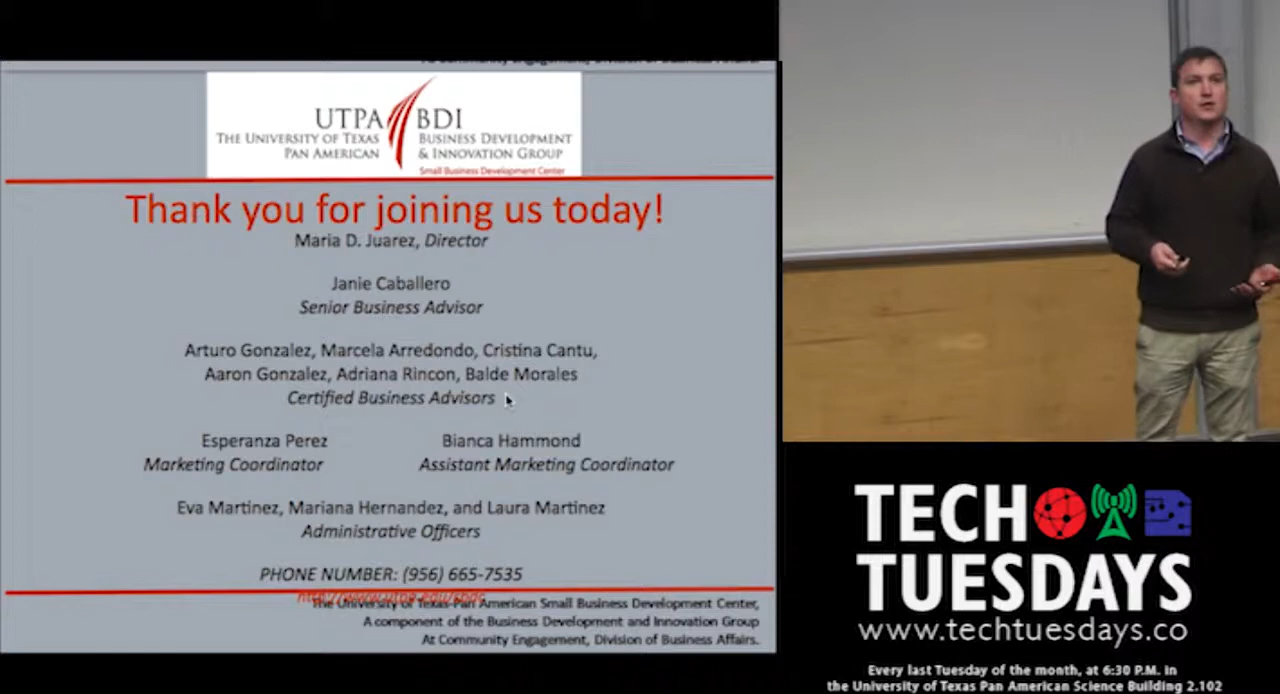 UTPA BDI
THE UNIVERSITY OF TEXAS
PAN AMERICAN
BUSINESS DEVELOPMENT
& INNOVATION GROUP
Small Business Development Center
Thank you for joining us today!
Maria D. Juarez, Director
Janie Caballero
Senior Business Advisor
Arturo Gonzalez, Marcela Arredondo, Cristina Cantu,
Aaron Gonzalez, Adriana Rincon, Balde Morales
Certified Business Advisors
Esperanza Perez
Marketing Coordinator
Bianca Hammond
Assistant Marketing Coordinator
Eva Martinez, Mariana Hernandez, and Laura Martinez
Administrative Officers
PHONE NUMBER: (956) 665-7535
The University of Texas-Pan American Small Business Development Center,
A component of the Business Development and Innovation Group
At Community Engagement, Division of Business Affairs.
TECH
TUESDAYS
www.techtuesdays.co
Every last Tuesday of the month, at 6:30 P.M. in
the University of Texas Pan American Science Building 2.102